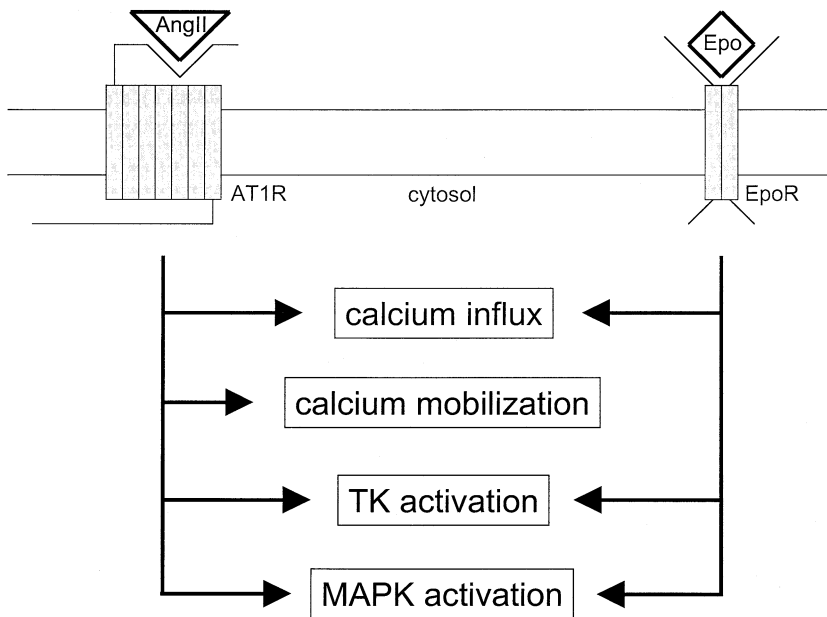 AngII
Epo
AT1R
cytosol
EpoR
calcium influx
calcium mobilization
TK activation
MAPK activation